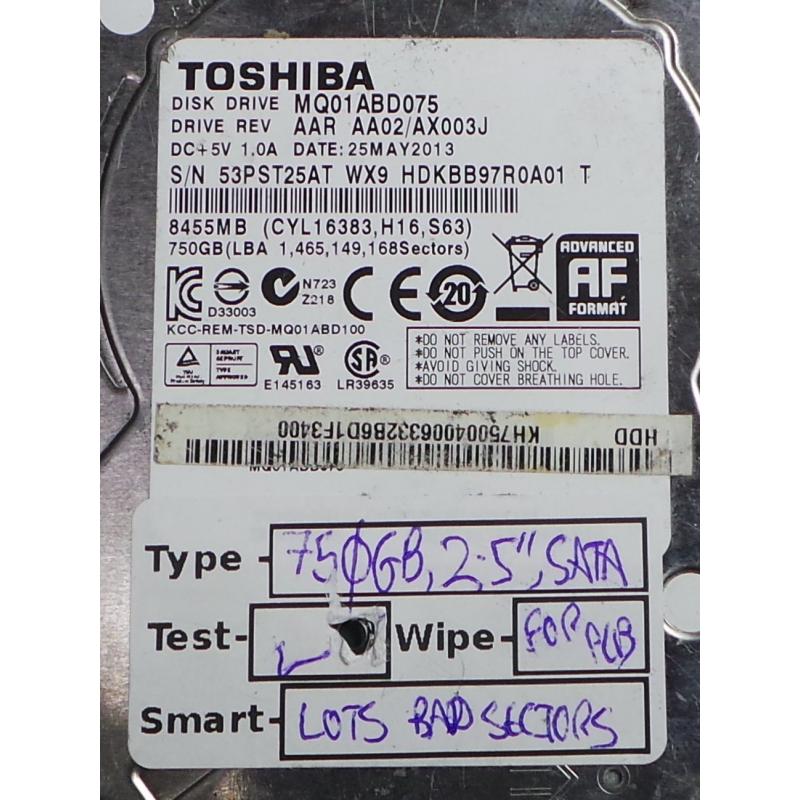 TOSHIBA
DISK DRIVE MQ01ABD075
DRIVE REV AAR AA02/AX003J
DC+5V 1.0A DATE: 25MAY2013
S/N 53PST25AT WX9 HDKBB97R0A01 T
8455MB (CYL16383,H16,S63)
750GB(LBA 1,465,149,168Sectors)
ADVANCED
AF
FORMAT
D33003
N723
Z218
CE
20
KCC-REM-TSD-MQ01ABD100
E145163
LR39635
*DO NOT REMOVE ANY LABELS.
*DO NOT PUSH ON THE TOP COVER.
*AVOID GIVING SHOCK.
*DO NOT COVER BREATHING HOLE.
HDD KH75004006332B6D1F3400
Type - 750GB, 2.5", SATA
Test- Wipe- FOR PCB
Smart- LOTS BAD SECTORS